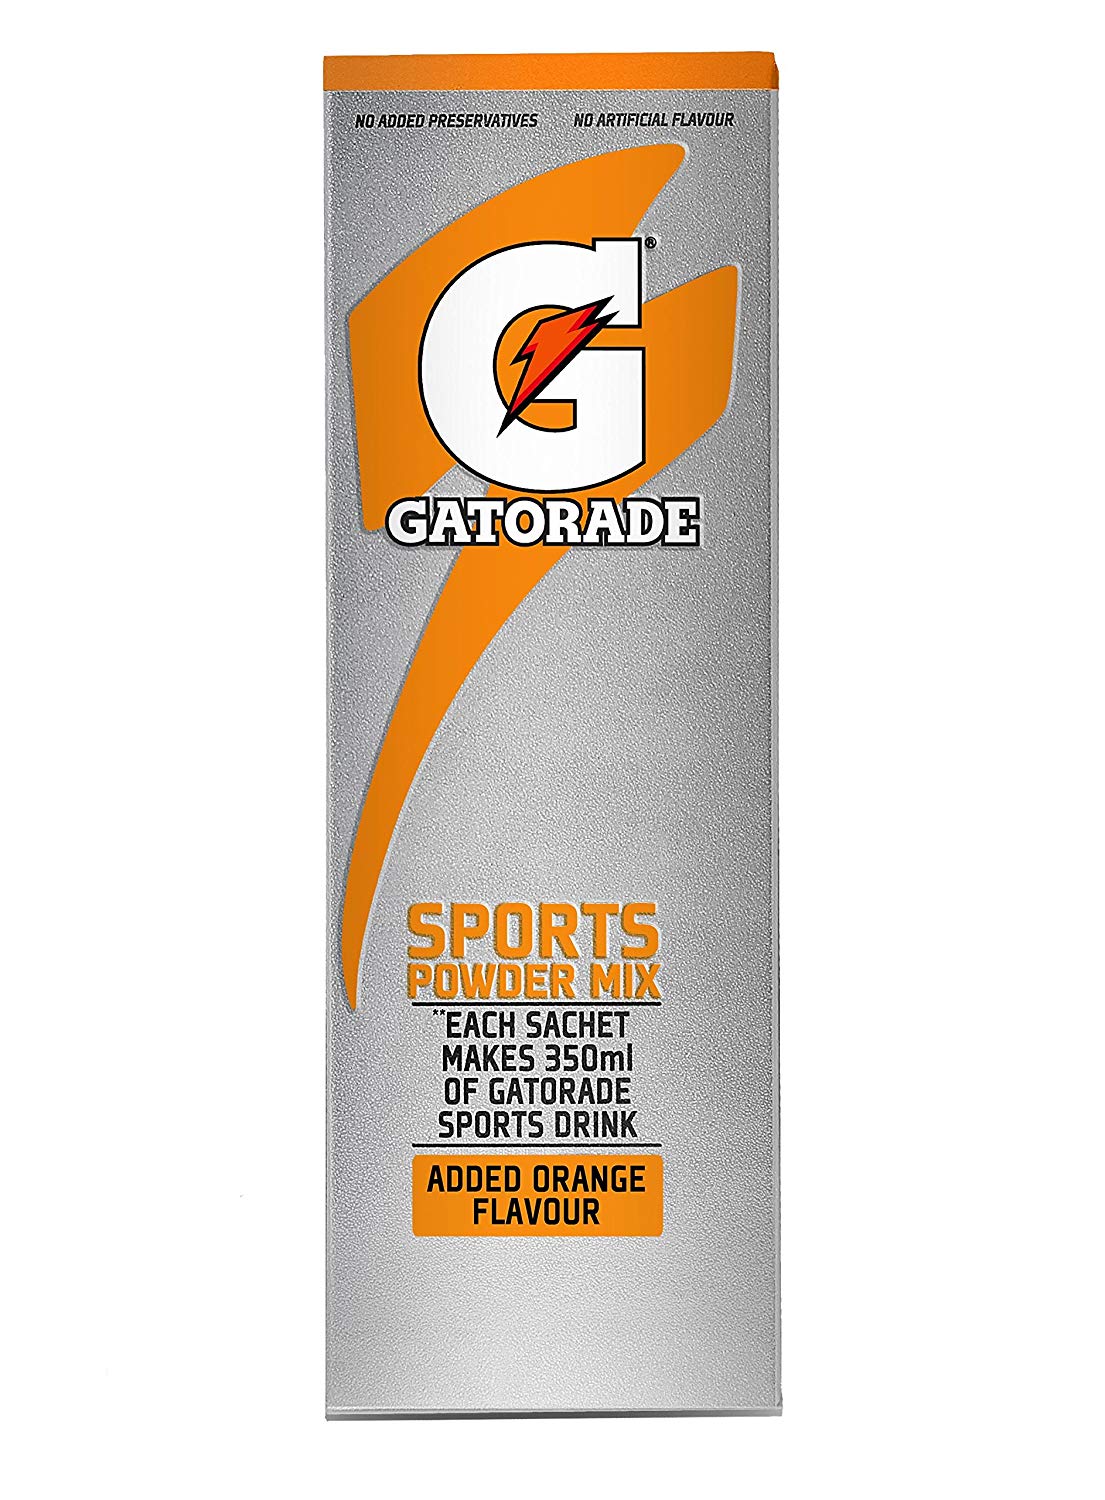 NO ADDED PRESERVATIVES NO ARTIFICIAL FLAVOUR
G®
GATORADE
SPORTS
POWDER MIX
**EACH SACHET
MAKES 350ml
OF GATORADE
SPORTS DRINK
ADDED ORANGE
FLAVOUR